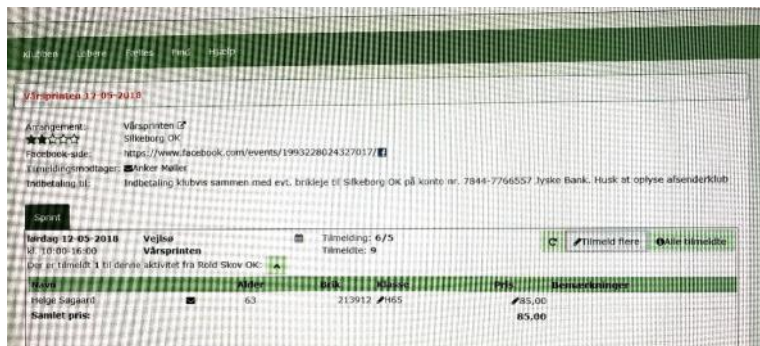 Klubben Løbere Fælles Find Hjælp
Vårsprinten 12-05-2018
Arrangement: Vårsprinten
Silkeborg OK
Facebook-side: https://www.facebook.com/events/1993228024327017/
Tilmeldingsmodtager: Anker Møller
Indbetaling til: Indbetaling klubvis sammen med evt. brikleje til Silkeborg OK på konto nr. 7844-7766557 Jyske Bank. Husk at oplyse afsenderklub
Sprint
lørdag 12-05-2018 Vejlsø Tilmelding: 6/5 Tilmeld flere Alle tilmeldte
kl. 10:00-16:00 Vårsprinten Tilmeldte: 9
Der er tilmeldt 1 til denne aktivitet fra Rold Skov OK:
Navn Alder Brik Klasse Pris Bemærkninger
Helge Søgaard 63 213912 H65 85,00
Samlet pris: 85,00